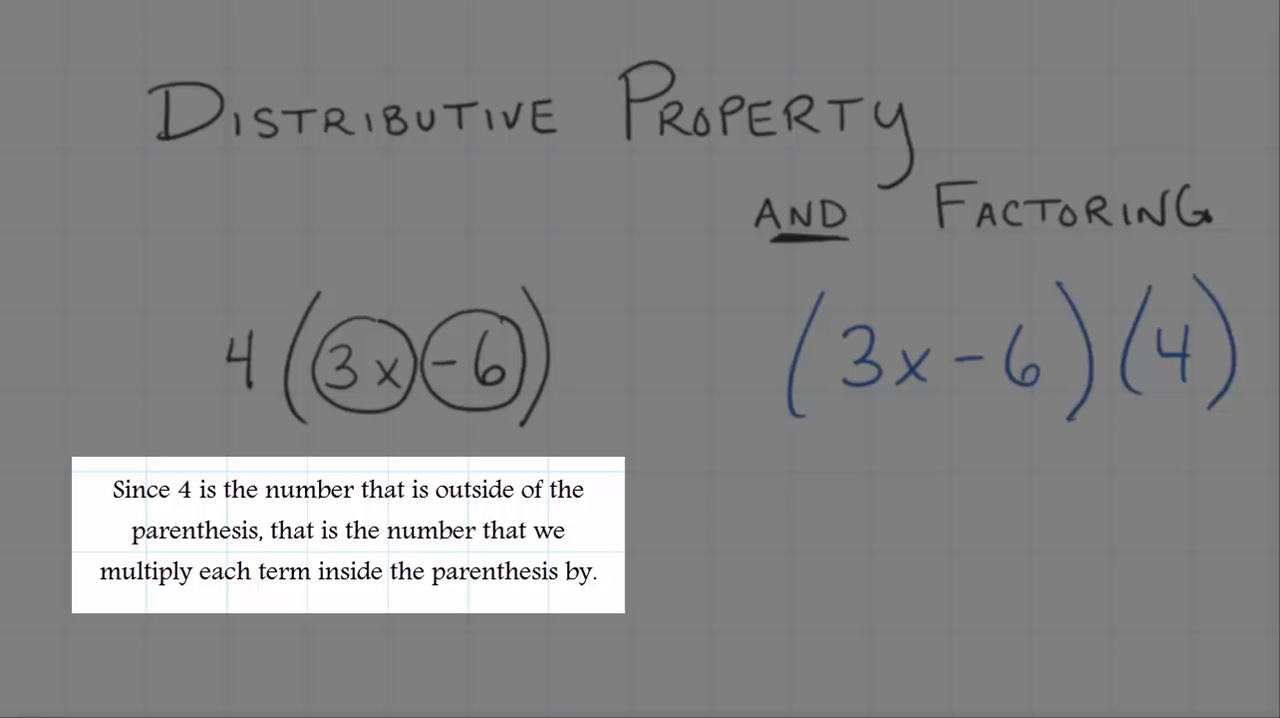 DISTRIBUTIVE PROPERTY
AND FACTORING
4(3x-6)
(3x-6)(4)
Since 4 is the number that is outside of the
parenthesis, that is the number that we
multiply each term inside the parenthesis by.